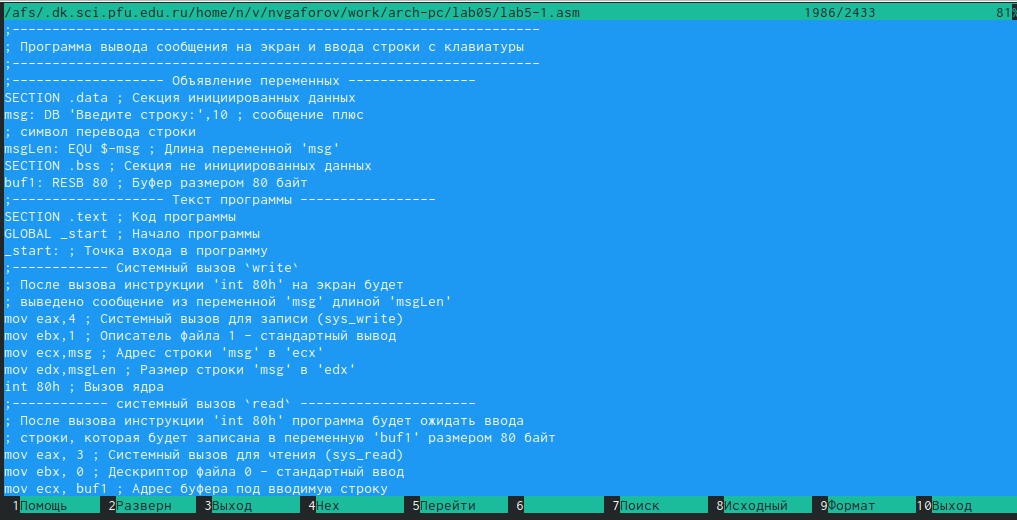 /afs/.dk.sci.pfu.edu.ru/home/n/v/nvgaforov/work/arch-pc/lab05/lab5-1.asm 1986/2433 81%
;------------------------------------------------------------------
; Программа вывода сообщения на экран и ввода строки с клавиатуры
;------------------------------------------------------------------
;------------------- Объявление переменных ----------------
SECTION .data ; Секция инициированных данных
msg: DB 'Введите строку:',10 ; сообщение плюс
; символ перевода строки
msgLen: EQU $-msg ; Длина переменной 'msg'
SECTION .bss ; Секция не инициированных данных
buf1: RESB 80 ; Буфер размером 80 байт
;------------------- Текст программы -----------------
SECTION .text ; Код программы
GLOBAL _start ; Начало программы
_start: ; Точка входа в программу
;------------ Системный вызов `write`
; После вызова инструкции 'int 80h' на экран будет
; выведено сообщение из переменной 'msg' длиной 'msgLen'
mov eax,4 ; Системный вызов для записи (sys_write)
mov ebx,1 ; Описатель файла 1 - стандартный вывод
mov ecx,msg ; Адрес строки 'msg' в 'ecx'
mov edx,msgLen ; Размер строки 'msg' в 'edx'
int 80h ; Вызов ядра
;------------ системный вызов `read` ----------------------
; После вызова инструкции 'int 80h' программа будет ожидать ввода
; строки, которая будет записана в переменную 'buf1' размером 80 байт
mov eax, 3 ; Системный вызов для чтения (sys_read)
mov ebx, 0 ; Дескриптор файла 0 - стандартный ввод
mov ecx, buf1 ; Адрес буфера под вводимую строку
1Помощь 2Разверн 3Выход 4Hex 5Перейти 6 7Поиск 8Исходный 9Формат 10Выход